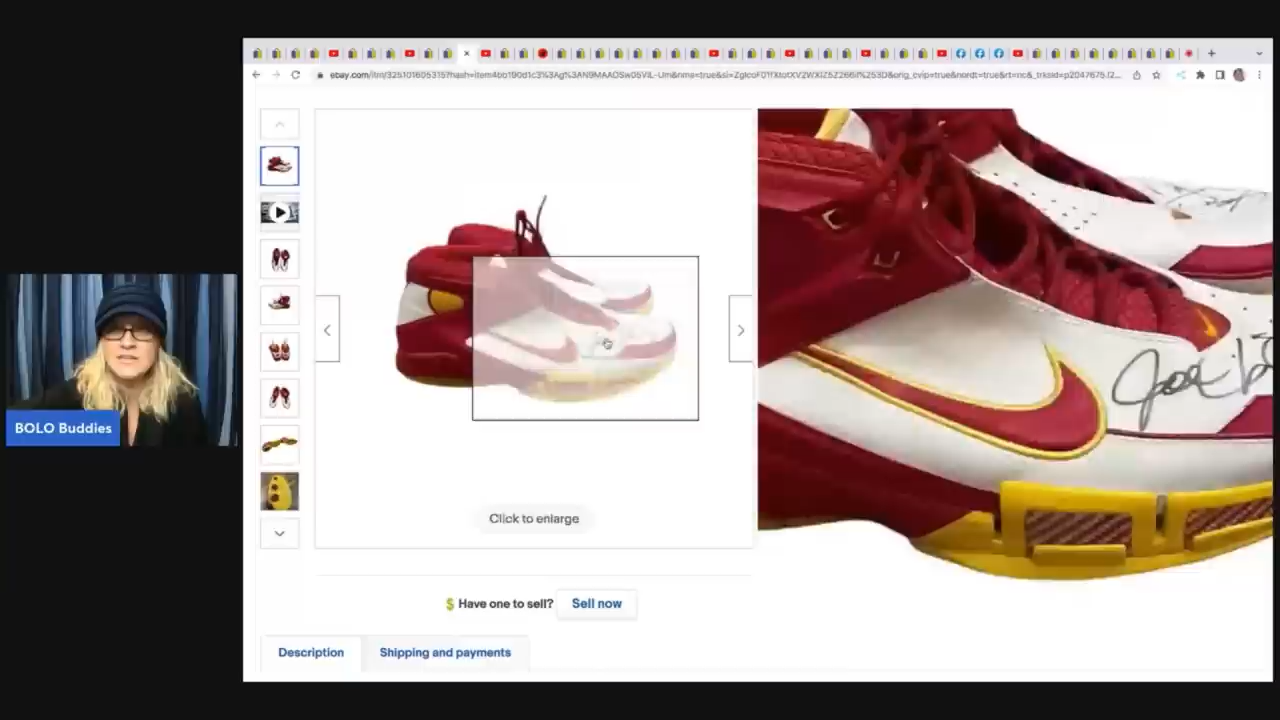 BOLO Buddies
Click to enlarge
$ Have one to sell? Sell now
Description
Shipping and payments